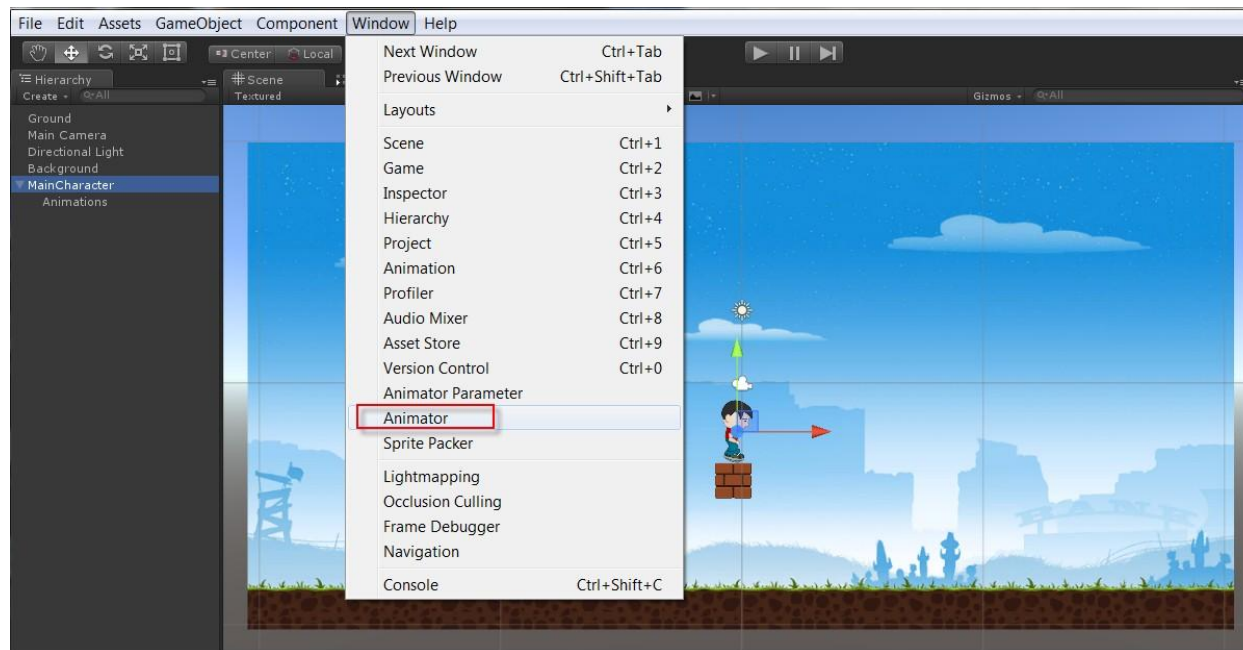 File Edit Assets GameObject Component Window Help
Center Local
Hierarchy
Create All
Ground
Main Camera
Directional Light
Background
MainCharacter
Animations
Scene
Textured
Gizmos All
Next Window Ctrl+Tab
Previous Window Ctrl+Shift+Tab
Layouts
Scene Ctrl+1
Game Ctrl+2
Inspector Ctrl+3
Hierarchy Ctrl+4
Project Ctrl+5
Animation Ctrl+6
Profiler Ctrl+7
Audio Mixer Ctrl+8
Asset Store Ctrl+9
Version Control Ctrl+0
Animator Parameter
Animator
Sprite Packer
Lightmapping
Occlusion Culling
Frame Debugger
Navigation
Console Ctrl+Shift+C